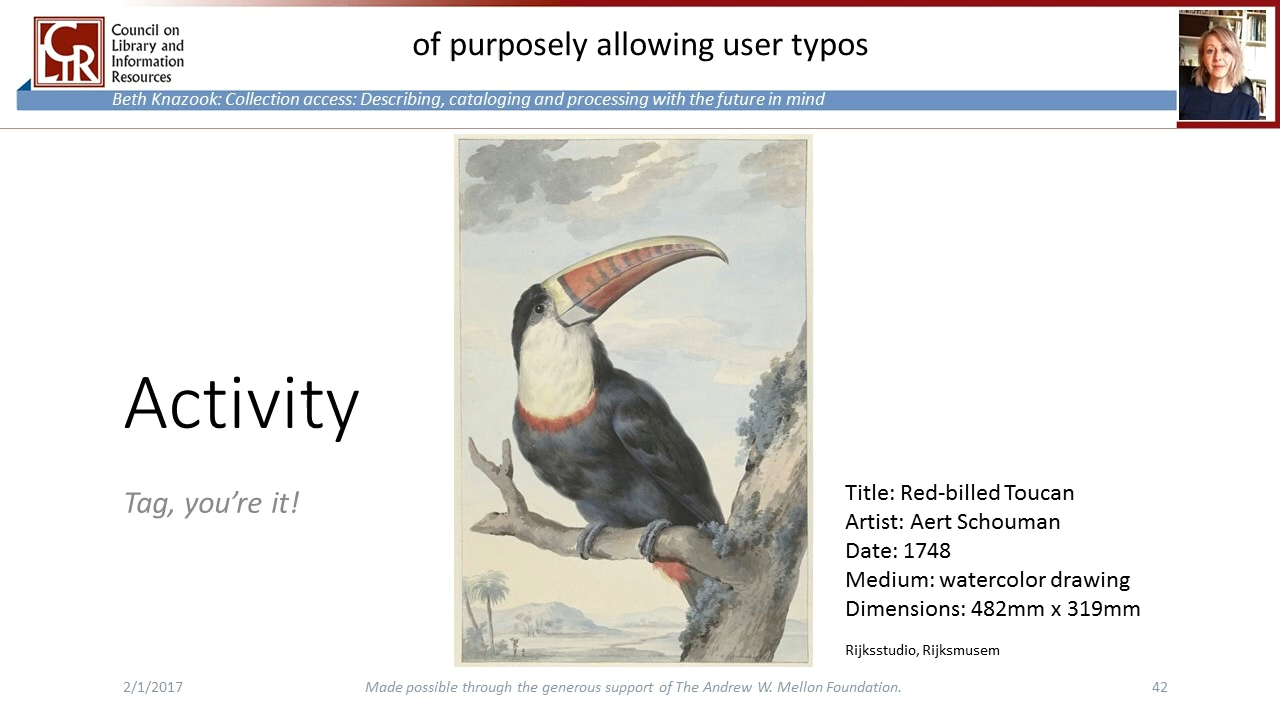 CLIR
Council on
Library and
Information
Resources
of purposely allowing user typos
Beth Knazook: Collection access: Describing, cataloging and processing with the future in mind
Activity
Tag, you're it!
Title: Red-billed Toucan
Artist: Aert Schouman
Date: 1748
Medium: watercolor drawing
Dimensions: 482mm x 319mm
Rijksstudio, Rijksmusem
2/1/2017
Made possible through the generous support of The Andrew W. Mellon Foundation.
42